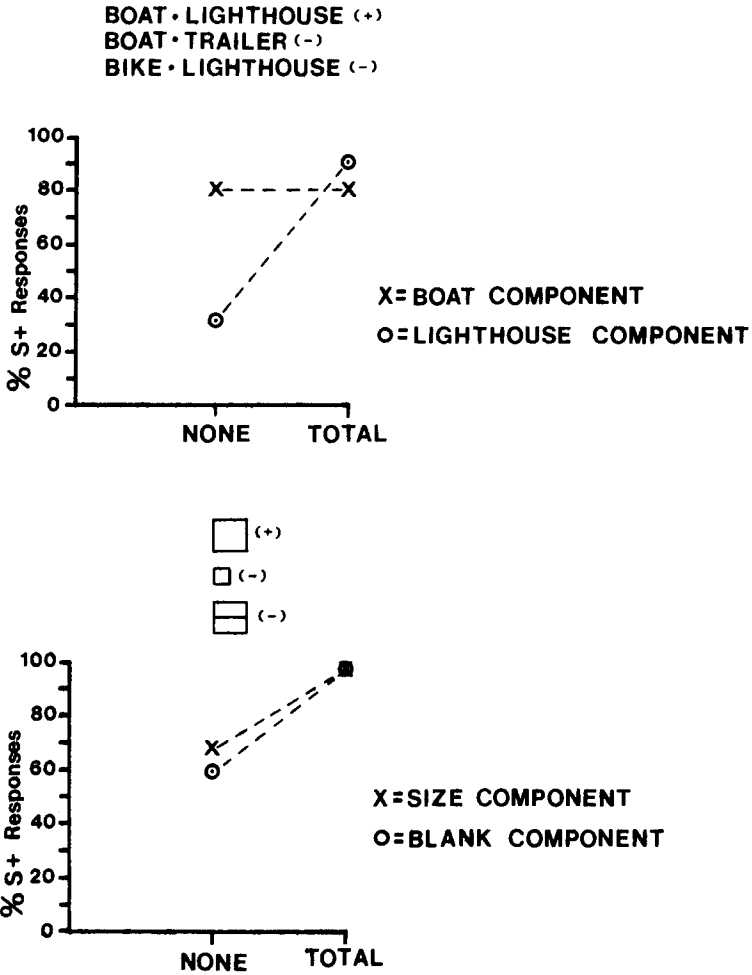 BOAT • LIGHTHOUSE (+)
BOAT • TRAILER (-)
BIKE • LIGHTHOUSE (-)
100
80
60
40
20
0
% S+ Responses
NONE TOTAL
X=BOAT COMPONENT
O=LIGHTHOUSE COMPONENT
(+)
(-)
(-)
100
80
60
40
20
0
% S+ Responses
NONE TOTAL
X=SIZE COMPONENT
O=BLANK COMPONENT